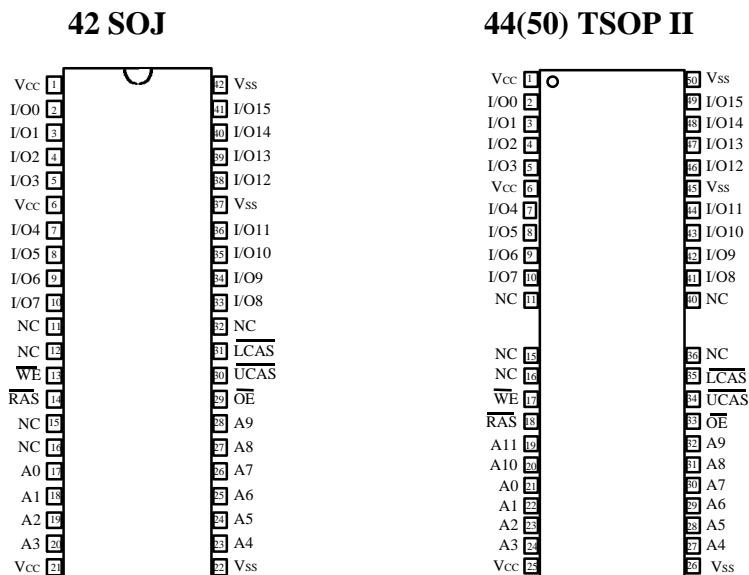 42 SOJ 44(50) TSOP II
Vcc 1 42 Vss
I/O0 2 41 I/O15
I/O1 3 40 I/O14
I/O2 4 39 I/O13
I/O3 5 38 I/O12
Vcc 6 37 Vss
I/O4 7 36 I/O11
I/O5 8 35 I/O10
I/O6 9 34 I/O9
I/O7 10 33 I/O8
NC 11 32 NC
NC 12 31 LCAS
WE 13 30 UCAS
RAS 14 29 OE
NC 15 28 A9
NC 16 27 A8
A0 17 26 A7
A1 18 25 A6
A2 19 24 A5
A3 20 23 A4
Vcc 21 22 Vss
Vcc 1 50 Vss
I/O0 2 49 I/O15
I/O1 3 48 I/O14
I/O2 4 47 I/O13
I/O3 5 46 I/O12
Vcc 6 45 Vss
I/O4 7 44 I/O11
I/O5 8 43 I/O10
I/O6 9 42 I/O9
I/O7 10 41 I/O8
NC 11 40 NC
NC 15 36 NC
NC 16 35 LCAS
WE 17 34 UCAS
RAS 18 33 OE
A11 19 32 A9
A10 20 31 A8
A0 21 30 A7
A1 22 29 A6
A2 23 28 A5
A3 24 27 A4
Vcc 25 26 Vss